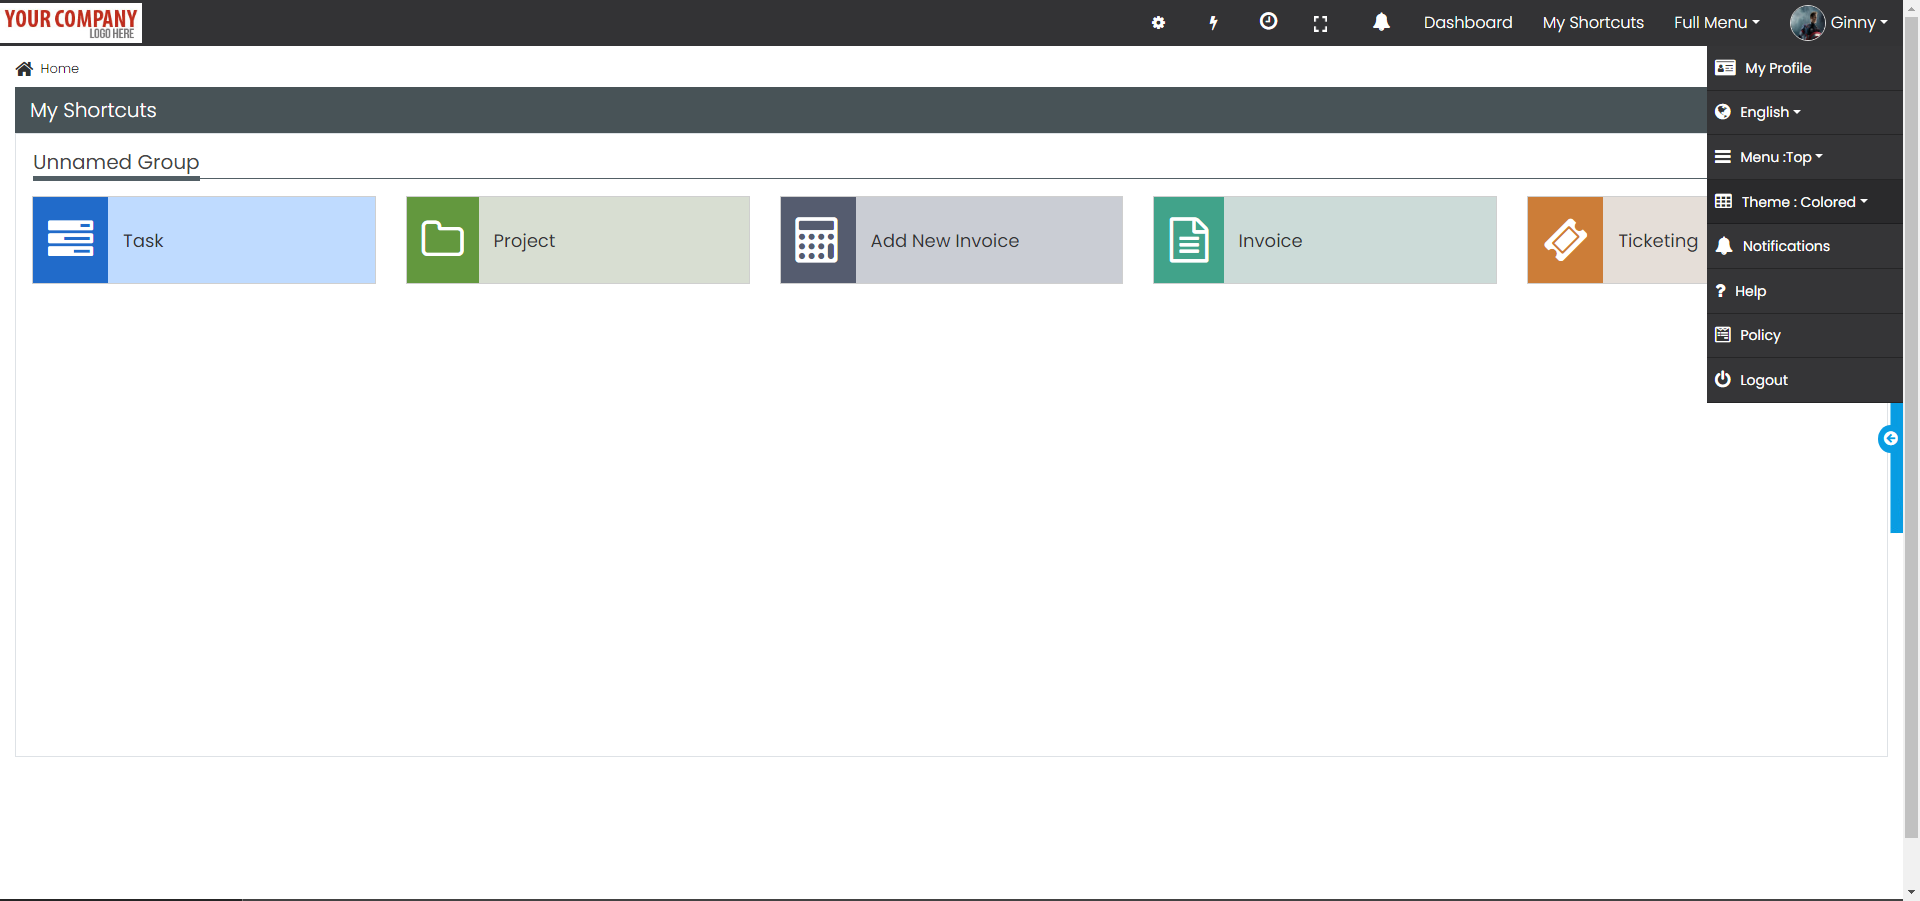 YOUR COMPANY
LOGO HERE
Dashboard
My Shortcuts
Full Menu
Ginny
Home
My Profile
English
Menu :Top
Theme : Colored
Notifications
? Help
Policy
Logout
My Shortcuts
Unnamed Group
Task
Project
Add New Invoice
Invoice
Ticketing